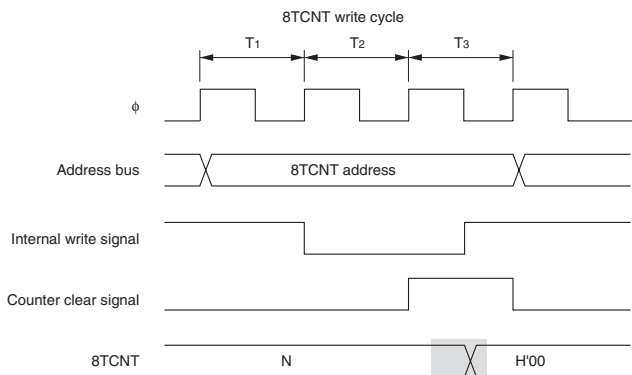 8TCNT write cycle
T1 T2 T3
φ
Address bus 8TCNT address
Internal write signal
Counter clear signal
8TCNT N H'00